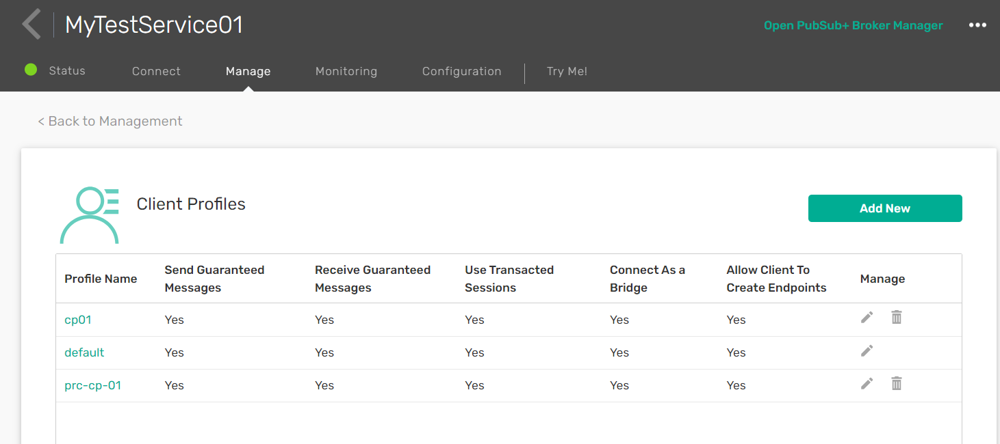 MyTestService01
Open PubSub+ Broker Manager
Status Connect Manage Monitoring Configuration Try Me!
< Back to Management
Client Profiles
Add New
Profile Name Send Guaranteed Messages Receive Guaranteed Messages Use Transacted Sessions Connect As a Bridge Allow Client To Create Endpoints Manage
cp01 Yes Yes Yes Yes Yes
default Yes Yes Yes Yes Yes
prc-cp-01 Yes Yes Yes Yes Yes